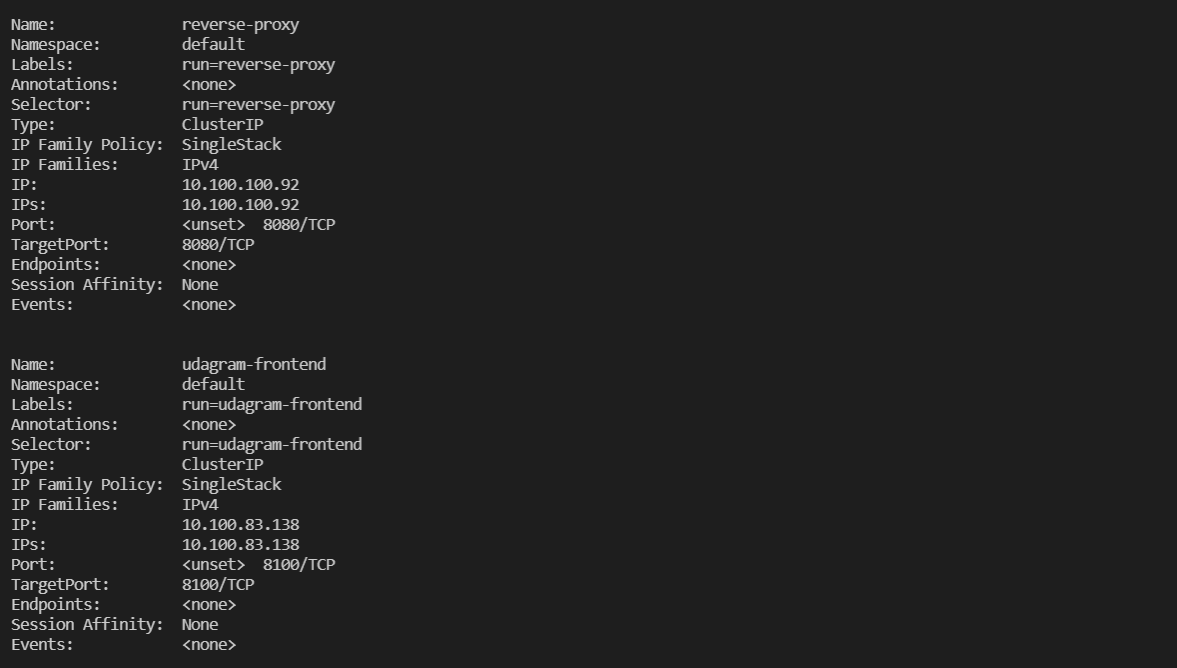 Name:              reverse-proxy
Namespace:         default
Labels:            run=reverse-proxy
Annotations:       <none>
Selector:          run=reverse-proxy
Type:              ClusterIP
IP Family Policy:  SingleStack
IP Families:       IPv4
IP:                10.100.100.92
IPs:               10.100.100.92
Port:              <unset>  8080/TCP
TargetPort:        8080/TCP
Endpoints:         <none>
Session Affinity:  None
Events:            <none>
Name:              udagram-frontend
Namespace:         default
Labels:            run=udagram-frontend
Annotations:       <none>
Selector:          run=udagram-frontend
Type:              ClusterIP
IP Family Policy:  SingleStack
IP Families:       IPv4
IP:                10.100.83.138
IPs:               10.100.83.138
Port:              <unset>  8100/TCP
TargetPort:        8100/TCP
Endpoints:         <none>
Session Affinity:  None
Events:            <none>